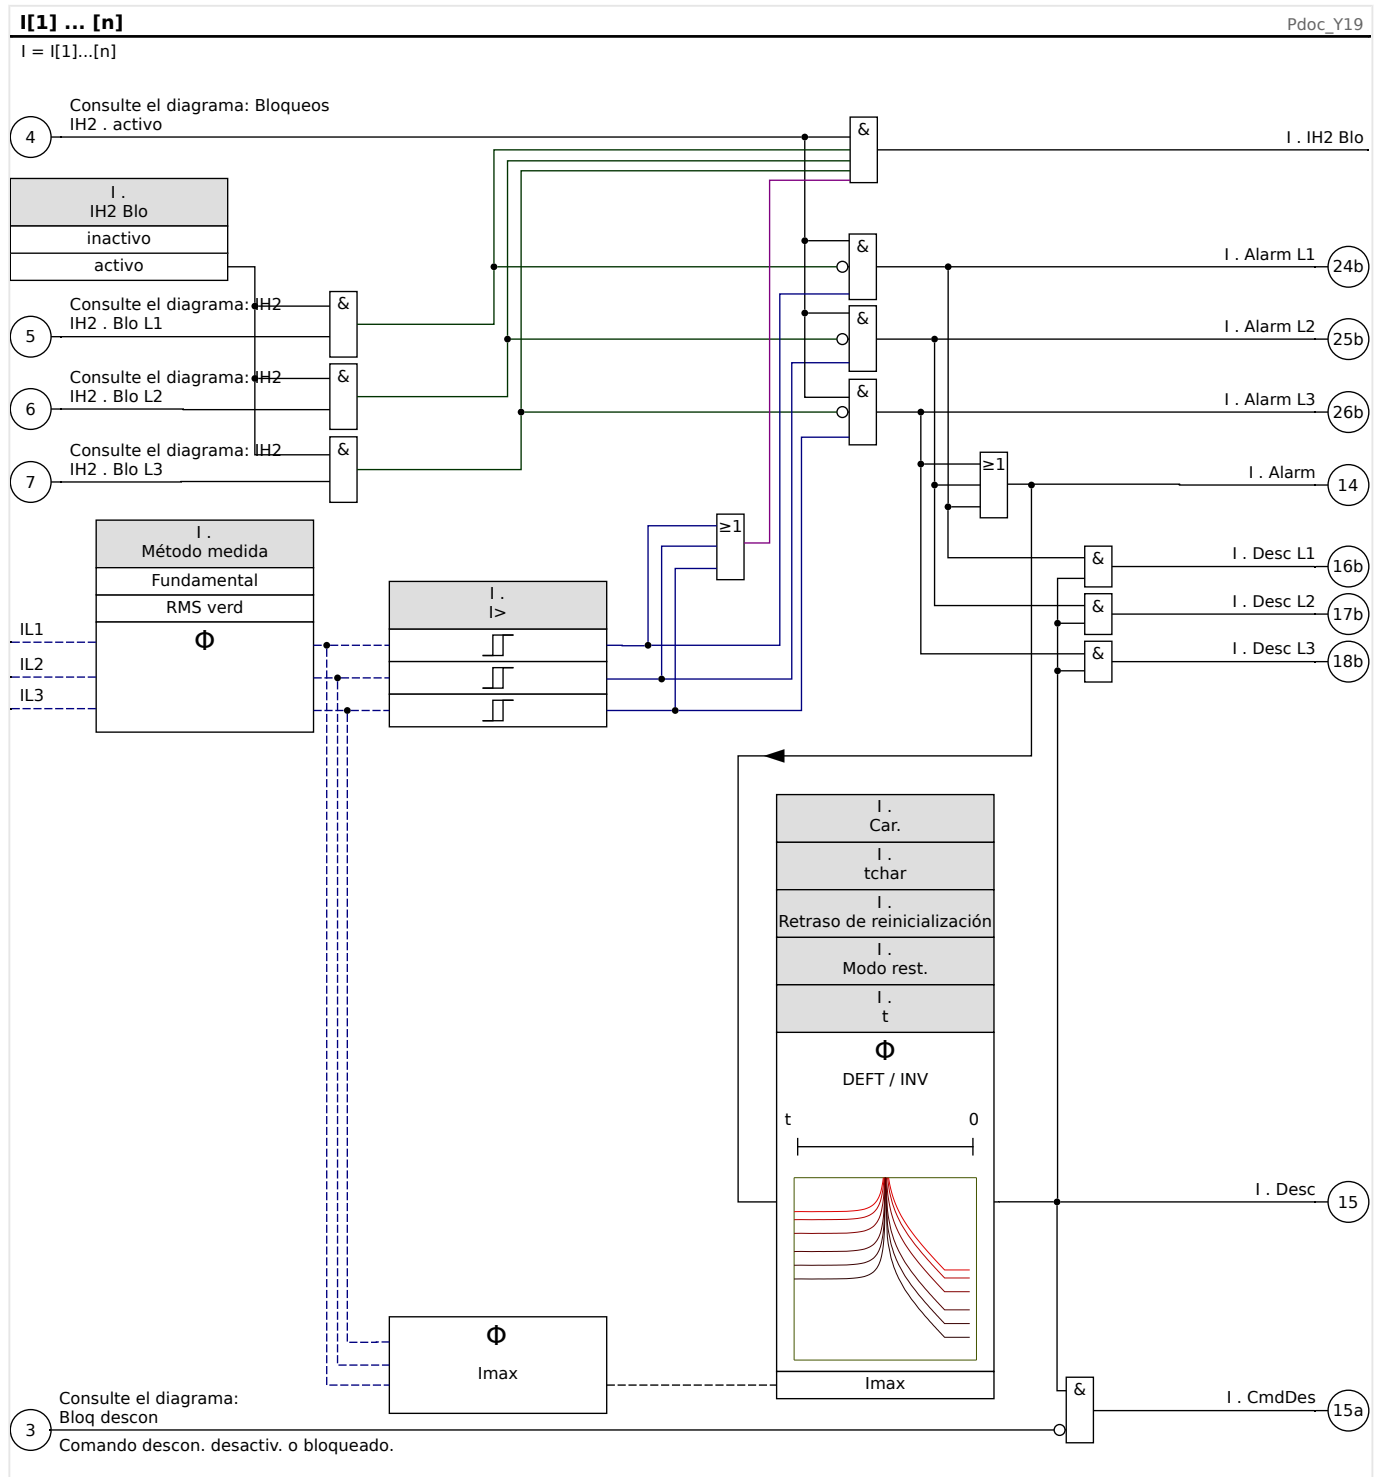 I[1] ... [n]
Pdoc_Y19
I = I[1]...[n]
Consulte el diagrama: Bloqueos
4
IH2 . activo
&
I . IH2 Blo
I .
IH2 Blo
inactivo
activo
&
I . Alarm L1
24b
Consulte el diagrama: IH2
5
IH2 . Blo L1
&
&
I . Alarm L2
25b
Consulte el diagrama: IH2
6
IH2 . Blo L2
&
&
I . Alarm L3
26b
Consulte el diagrama: IH2
7
IH2 . Blo L3
&
≥1
I . Alarm
14
I .
Método medida
Fundamental
RMS verd
Φ
IL1
IL2
IL3
≥1
I .
I>
&
I . Desc L1
16b
&
I . Desc L2
17b
&
I . Desc L3
18b
I .
Car.
I .
tchar
I .
Retraso de reinicialización
I .
Modo rest.
I .
t
Φ
DEFT / INV
t
0
I . Desc
15
Φ
Imax
Imax
&
I . CmdDes
15a
Consulte el diagrama:
Bloq descon
3
Comando descon. desactiv. o bloqueado.